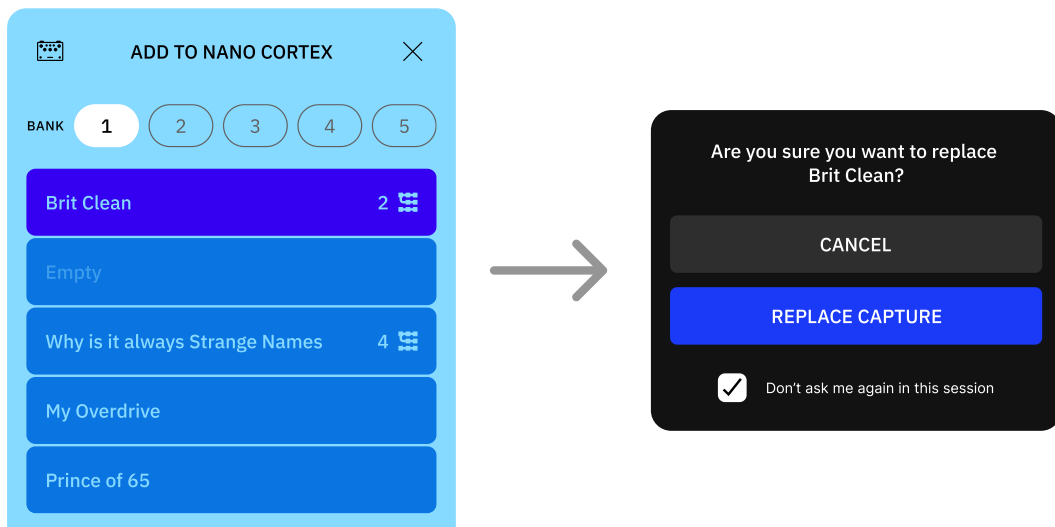 ADD TO NANO CORTEX
BANK 1 2 3 4 5
Brit Clean 2
Empty
Why is it always Strange Names 4
My Overdrive
Prince of 65
Are you sure you want to replace
Brit Clean?
CANCEL
REPLACE CAPTURE
Don't ask me again in this session